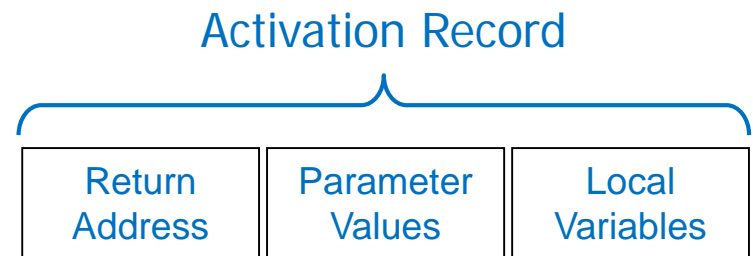 Activation Record
Return
Address
Parameter
Values
Local
Variables